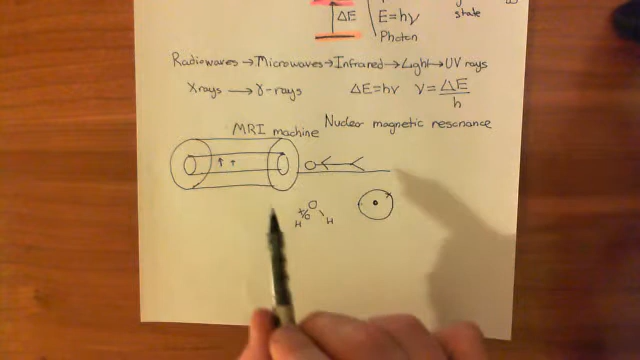 ΔE
E=hν
state
Photon
Radiowaves → Microwaves → Infrared → Light → UV rays
Xrays → γ-rays ΔE=hν ν=ΔE/h
MRI machine Nuclear magnetic resonance
O
H H